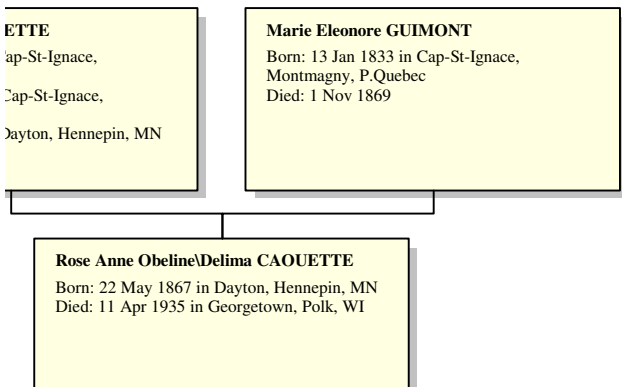 ETTE
ap-St-Ignace,
Cap-St-Ignace,
Dayton, Hennepin, MN
Marie Eleonore GUIMONT
Born: 13 Jan 1833 in Cap-St-Ignace,
Montmagny, P.Quebec
Died: 1 Nov 1869
Rose Anne Obeline\Delima CAOUETTE
Born: 22 May 1867 in Dayton, Hennepin, MN
Died: 11 Apr 1935 in Georgetown, Polk, WI